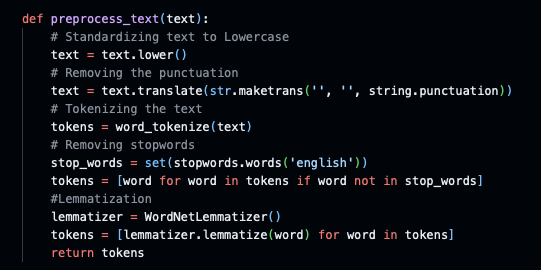 def preprocess_text(text):
    # Standardizing text to Lowercase
    text = text.lower()
    # Removing the punctuation
    text = text.translate(str.maketrans('', '', string.punctuation))
    # Tokenizing the text
    tokens = word_tokenize(text)
    # Removing stopwords
    stop_words = set(stopwords.words('english'))
    tokens = [word for word in tokens if word not in stop_words]
    #Lemmatization
    lemmatizer = WordNetLemmatizer()
    tokens = [lemmatizer.lemmatize(word) for word in tokens]
    return tokens